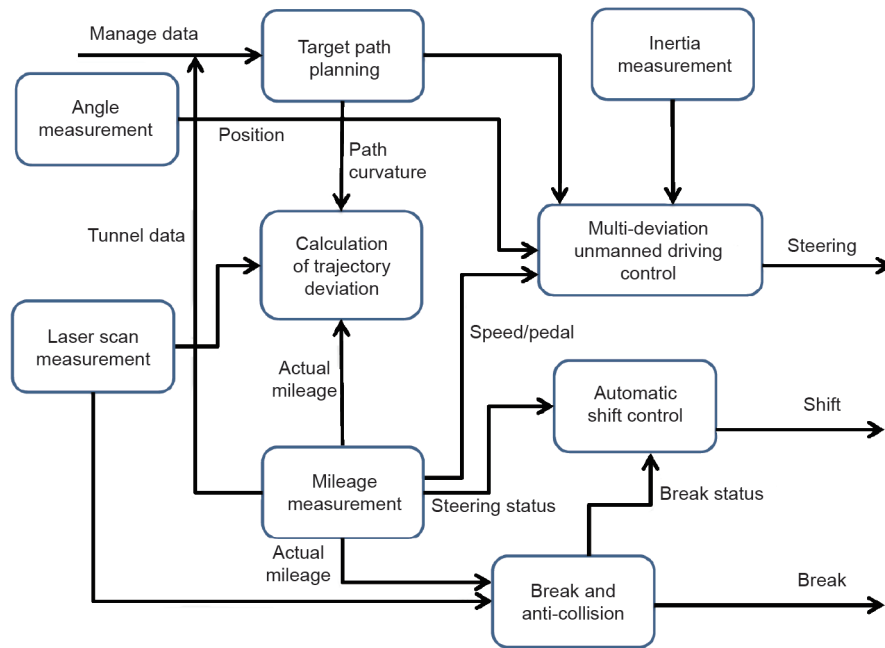 Manage data
Target path
planning
Inertia
measurement
Angle
measurement
Position
Path
curvature
Tunnel data
Calculation
of trajectory
deviation
Multi-deviation
unmanned driving
control
Steering
Laser scan
measurement
Speed/pedal
Actual
mileage
Automatic
shift control
Shift
Mileage
measurement
Steering status
Break status
Actual
mileage
Break and
anti-collision
Break